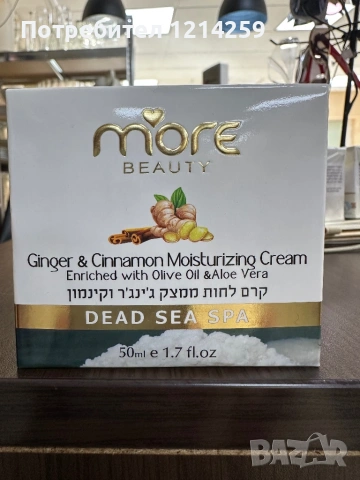 Потребител 1214259
more
BEAUTY
Ginger & Cinnamon Moisturizing Cream
Enriched with Olive Oil &Aloe Vera
קרם לחות ממצק ג'ינג'ר וקינמון
DEAD SEA SPA
50ml e 1.7 fl.oz
BAZAR